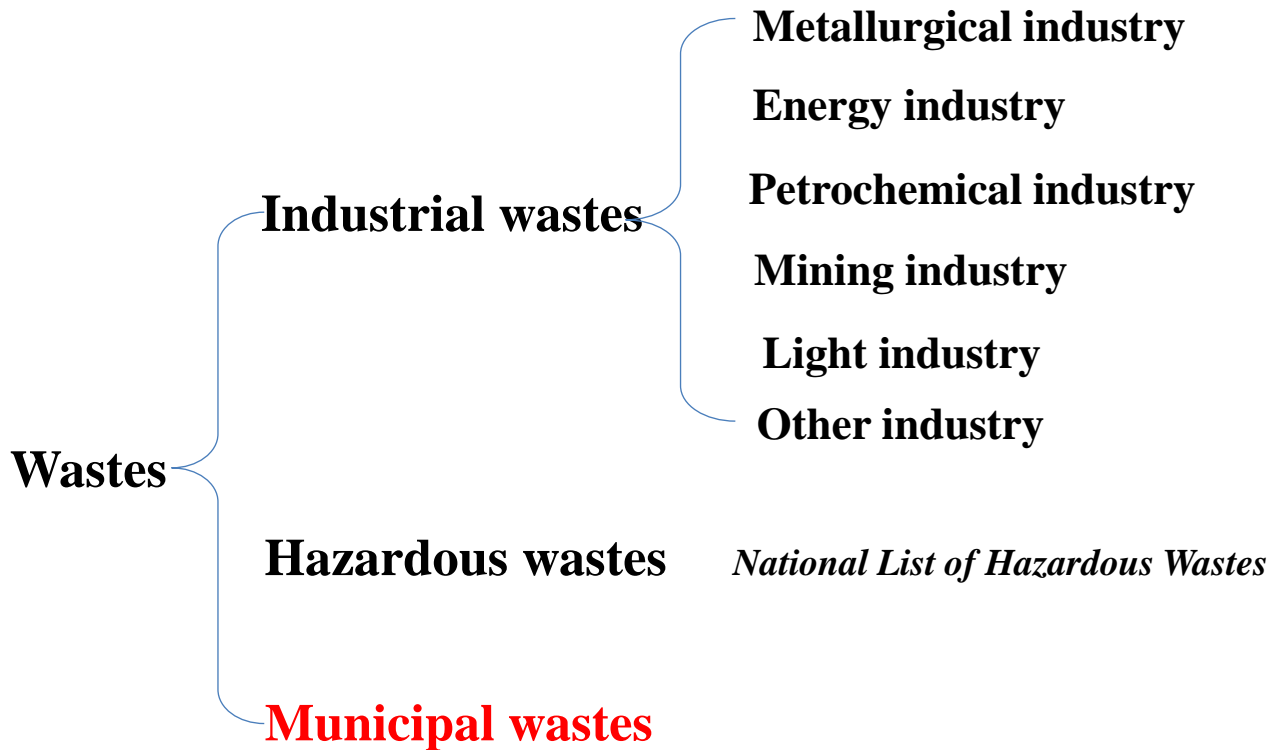 Metallurgical industry
Energy industry
Petrochemical industry
Industrial wastes
Mining industry
Light industry
Other industry
Wastes
Hazardous wastes National List of Hazardous Wastes
Municipal wastes